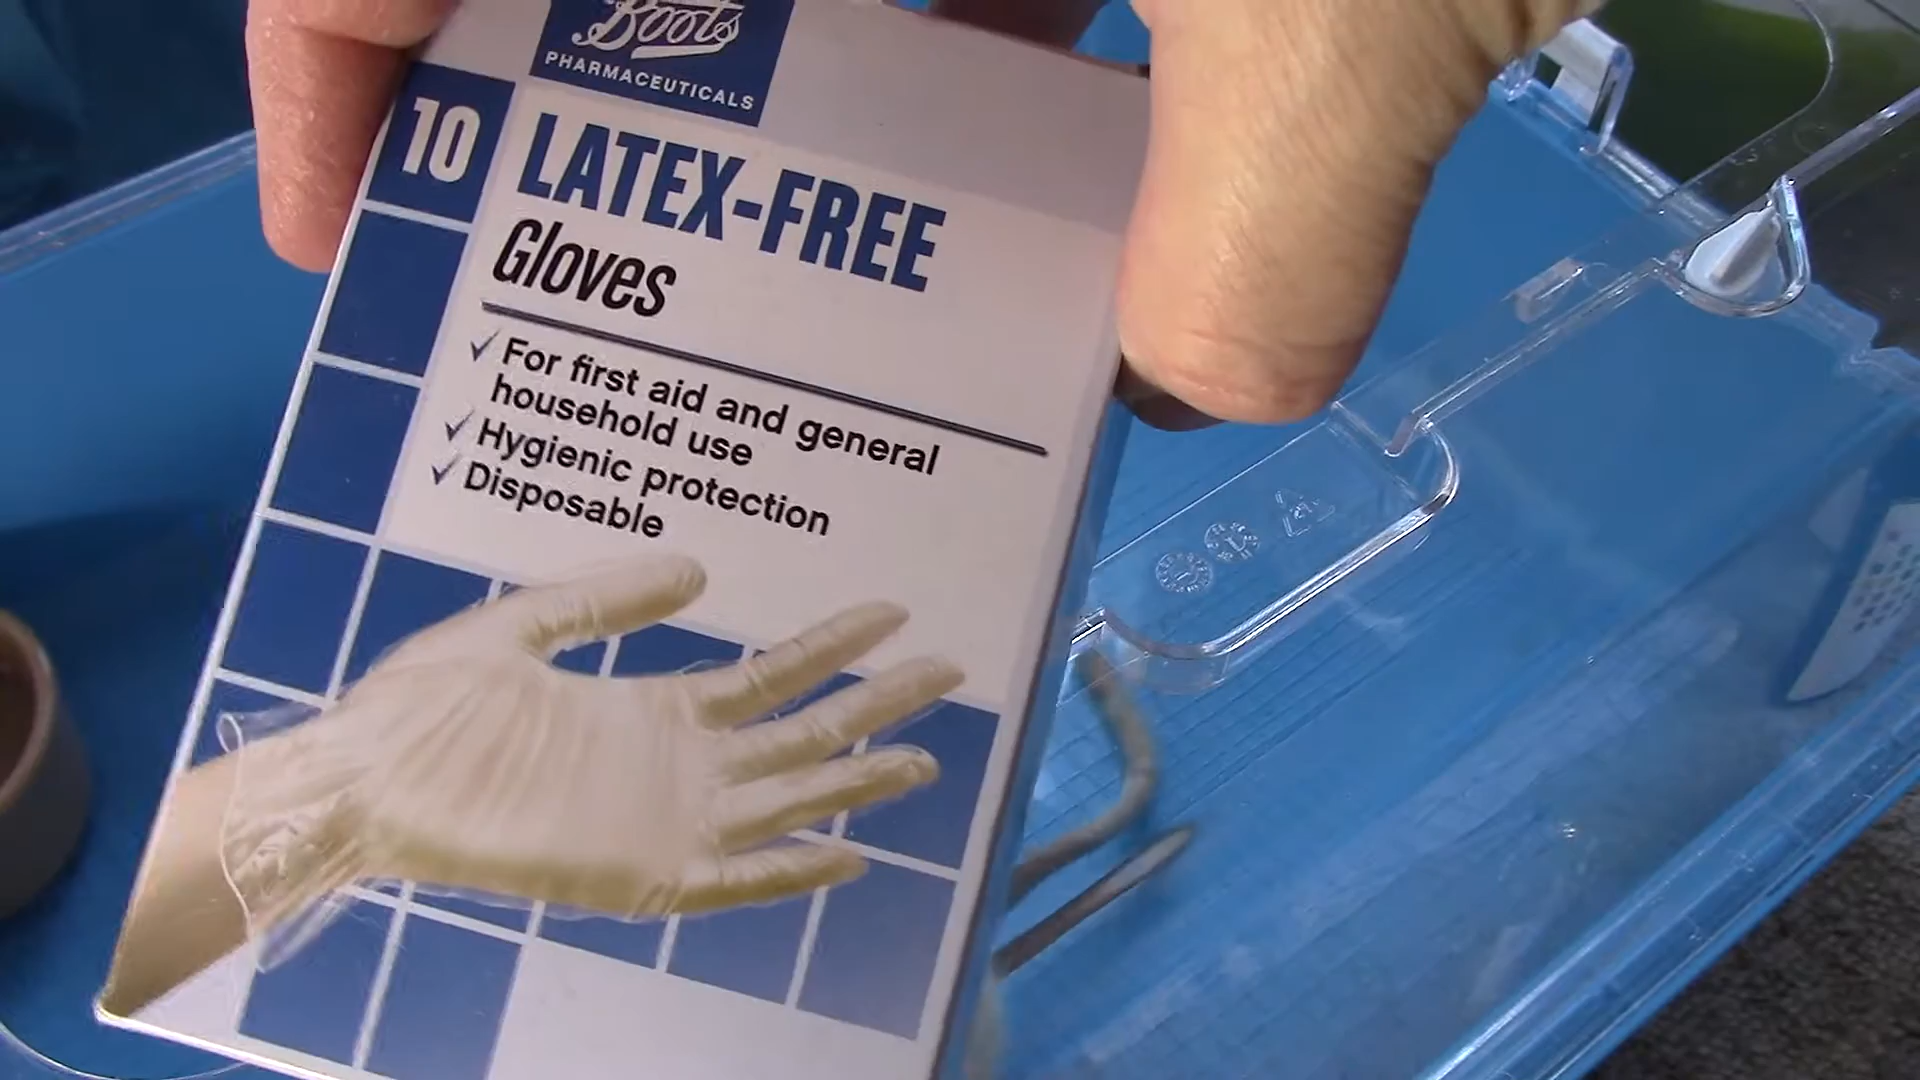 Boots
PHARMACEUTICALS
10
LATEX-FREE
Gloves
For first aid and general
household use
Hygienic protection
Disposable